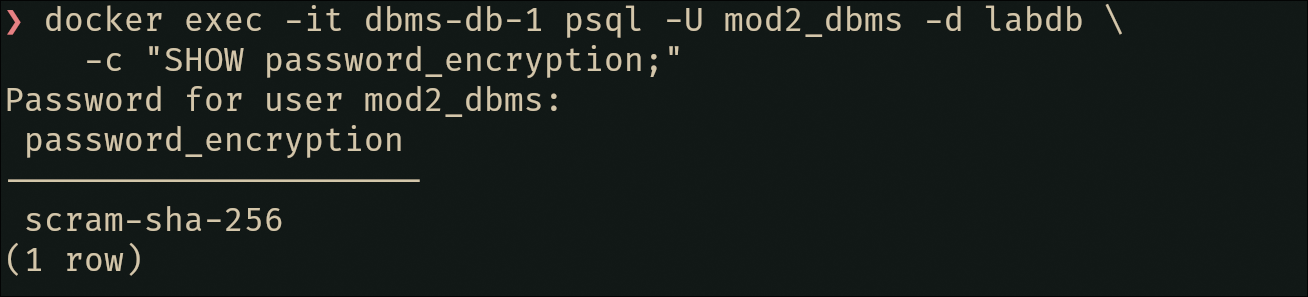 ❯ docker exec -it dbms-db-1 psql -U mod2_dbms -d labdb \
    -c "SHOW password_encryption;"
Password for user mod2_dbms:
 password_encryption
─────────────────────
 scram-sha-256
(1 row)